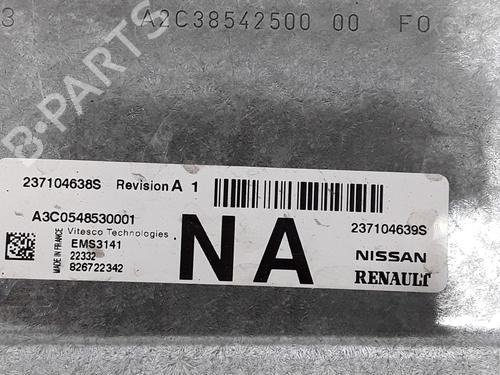 3 A2C38542500 00 F0
B-PARTS
237104638S Revision A 1
A3C0548530001
Vitesco Technologies
EMS3141
22332
826722342
MADE IN FRANCE
NA
237104639S
NISSAN
RENAULT